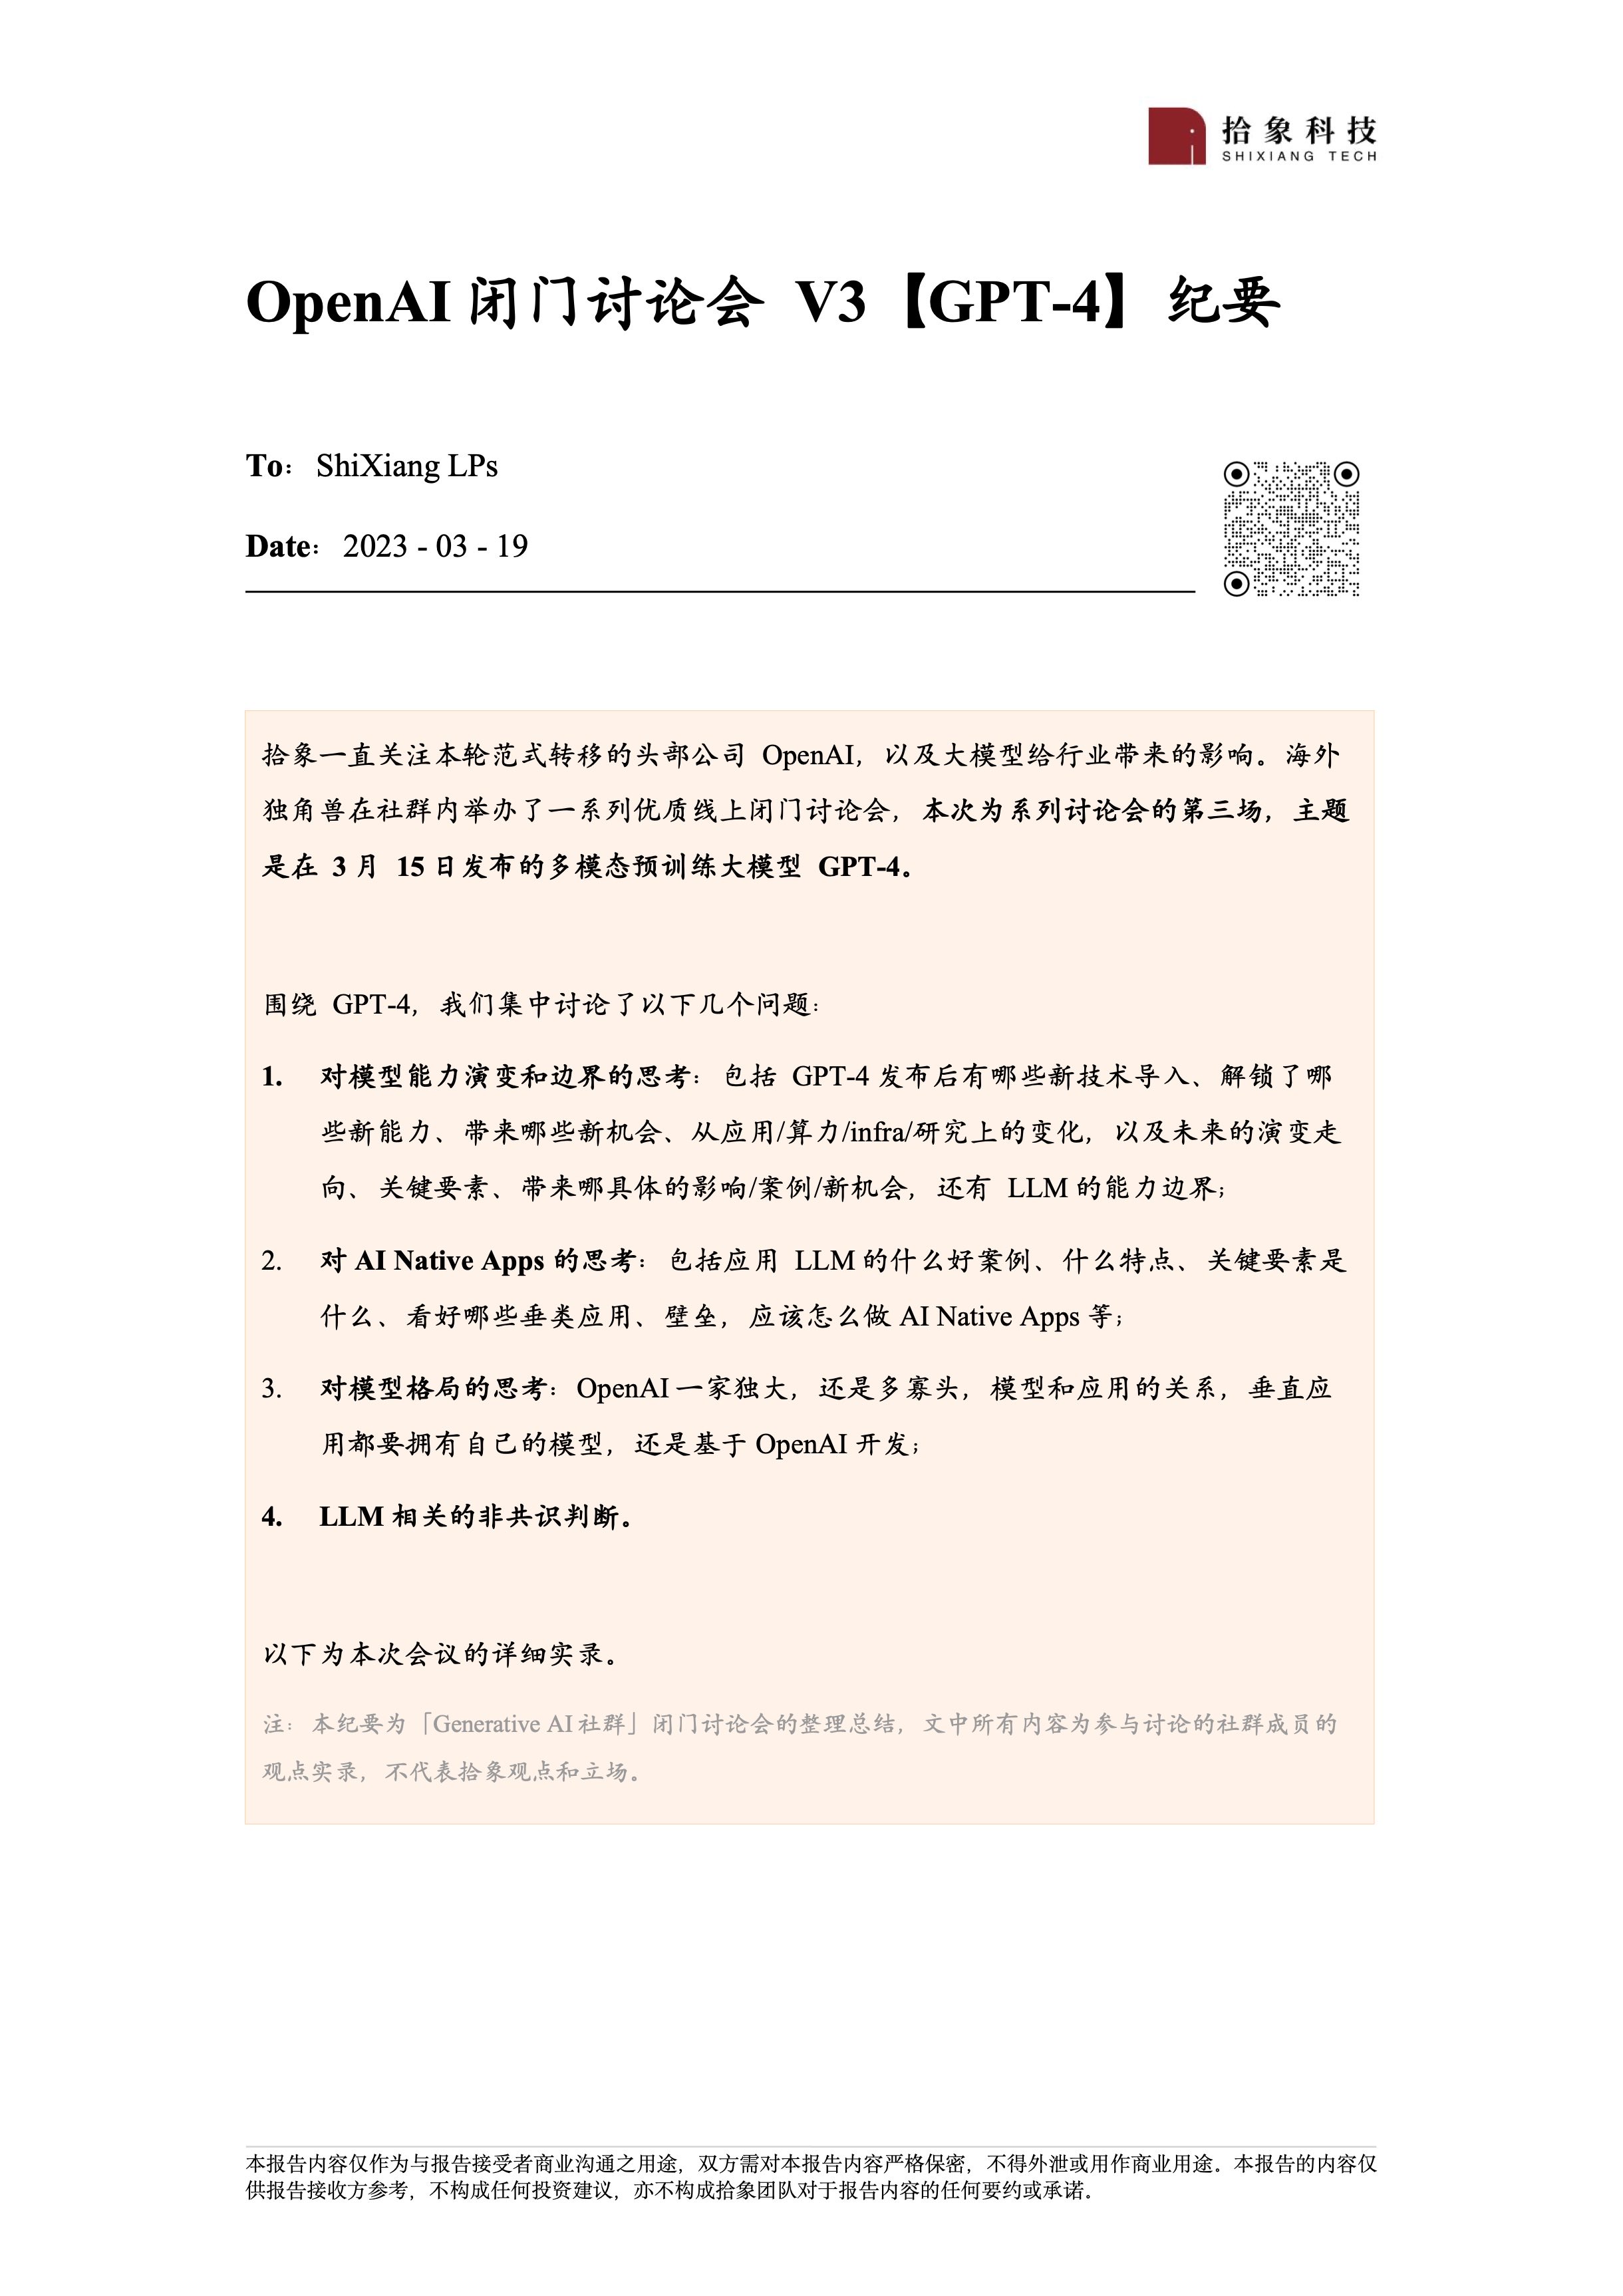 拾象科技
SHIXIANG TECH
OpenAI 闭门讨论会 V3【GPT-4】纪要
To： ShiXiang LPs
Date： 2023 - 03 - 19
拾象一直关注本轮范式转移的头部公司 OpenAI，以及大模型给行业带来的影响。海外
独角兽在社群内举办了一系列优质线上闭门讨论会，本次为系列讨论会的第三场，主题
是在 3 月 15 日发布的多模态预训练大模型 GPT-4。
围绕 GPT-4，我们集中讨论了以下几个问题：
1. 对模型能力演变和边界的思考：包括 GPT-4 发布后有哪些新技术导入、解锁了哪
些新能力、带来哪些新机会、从应用/算力/infra/研究上的变化，以及未来的演变走
向、关键要素、带来哪具体的影响/案例/新机会，还有 LLM 的能力边界；
2. 对 AI Native Apps 的思考：包括应用 LLM 的什么好案例、什么特点、关键要素是
什么、看好哪些垂类应用、壁垒，应该怎么做 AI Native Apps 等；
3. 对模型格局的思考：OpenAI 一家独大，还是多寡头，模型和应用的关系，垂直应
用都要拥有自己的模型，还是基于 OpenAI 开发；
4. LLM 相关的非共识判断。
以下为本次会议的详细实录。
注：本纪要为「Generative AI 社群」闭门讨论会的整理总结，文中所有内容为参与讨论的社群成员的
观点实录，不代表拾象观点和立场。
本报告内容仅作为与报告接受者商业沟通之用途，双方需对本报告内容严格保密，不得外泄或用作商业用途。本报告的内容仅
供报告接收方参考，不构成任何投资建议，亦不构成拾象团队对于报告内容的任何要约或承诺。